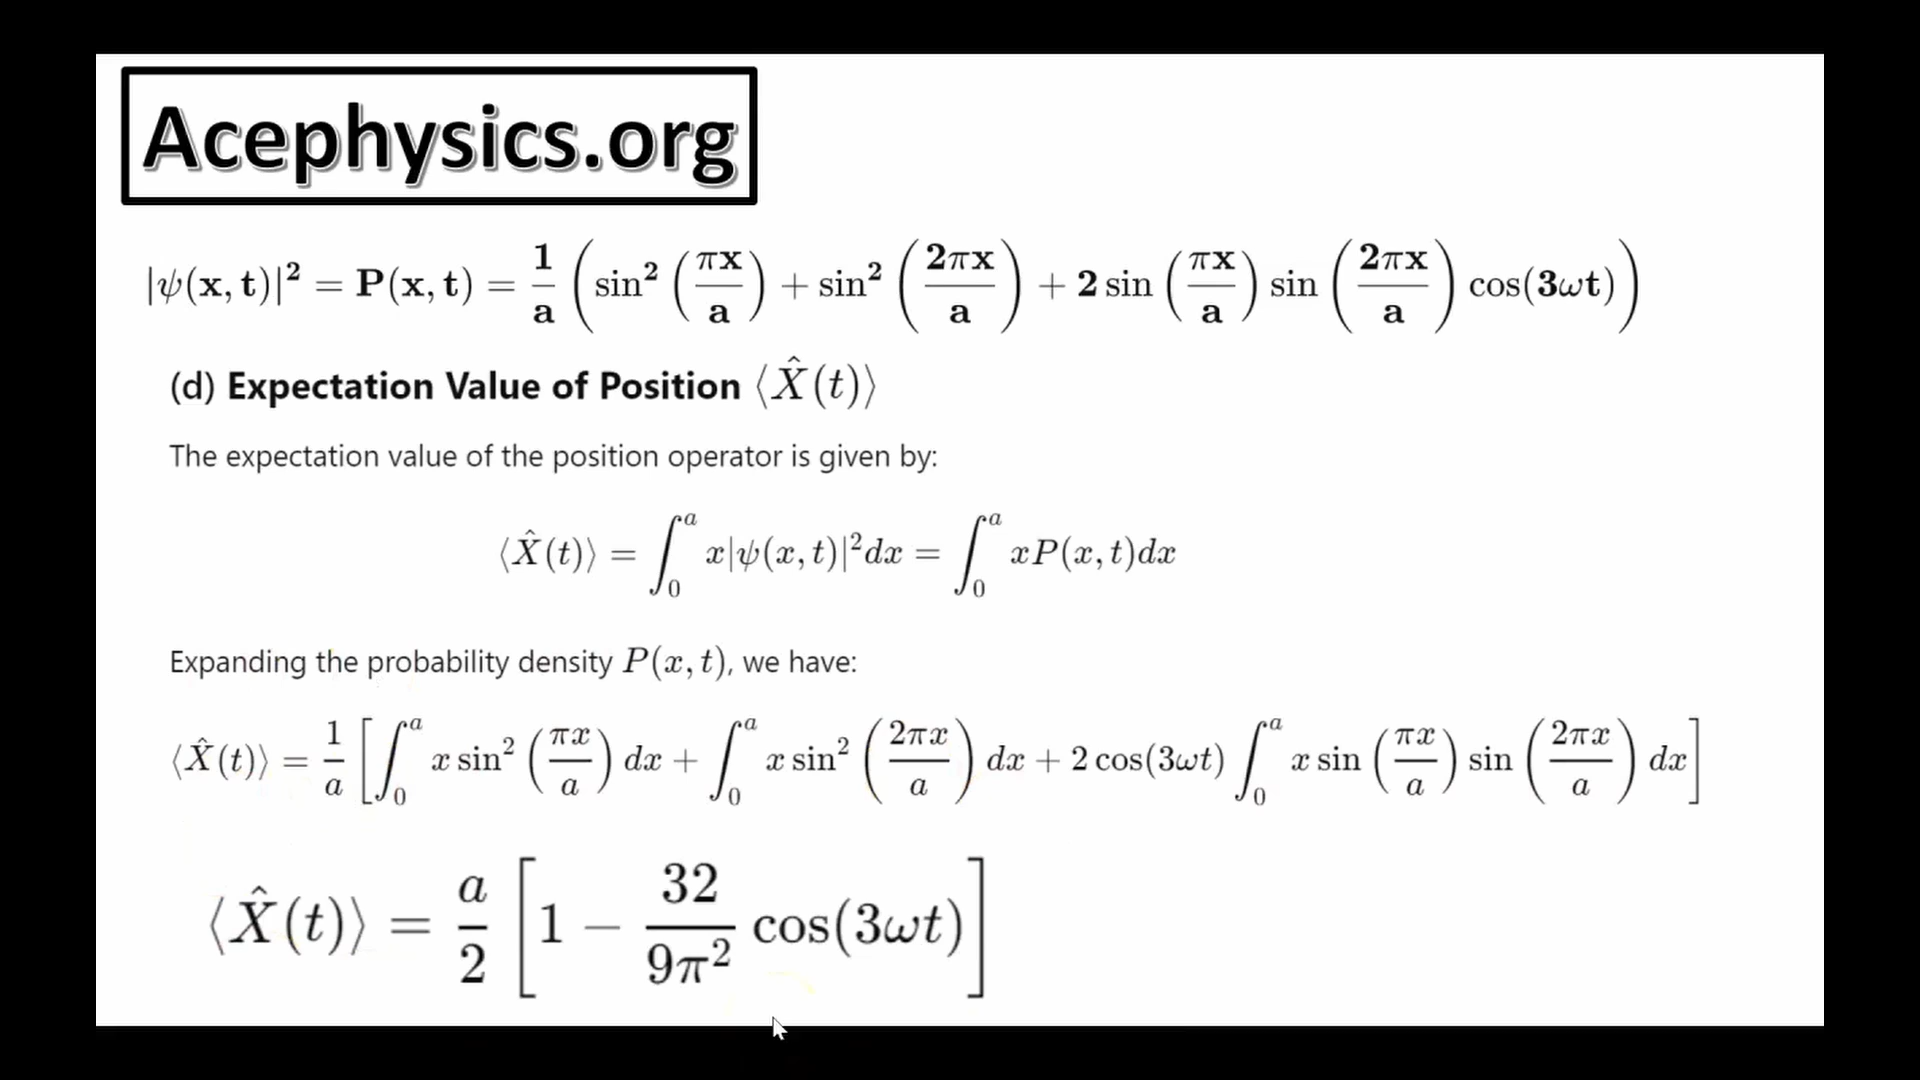 Acephysics.org
|ψ(x, t)|² = P(x, t) = 1/a ( sin² (πx/a) + sin² (2πx/a) + 2 sin (πx/a) sin (2πx/a) cos(3ωt) )
(d) Expectation Value of Position ⟨X̂(t)⟩
The expectation value of the position operator is given by:
⟨X̂(t)⟩ = ∫₀ᵃ x|ψ(x, t)|²dx = ∫₀ᵃ xP(x, t)dx
Expanding the probability density P(x, t), we have:
⟨X̂(t)⟩ = 1/a [ ∫₀ᵃ x sin² (πx/a) dx + ∫₀ᵃ x sin² (2πx/a) dx + 2 cos(3ωt) ∫₀ᵃ x sin (πx/a) sin (2πx/a) dx ]
⟨X̂(t)⟩ = a/2 [ 1 − 32/9π² cos(3ωt) ]